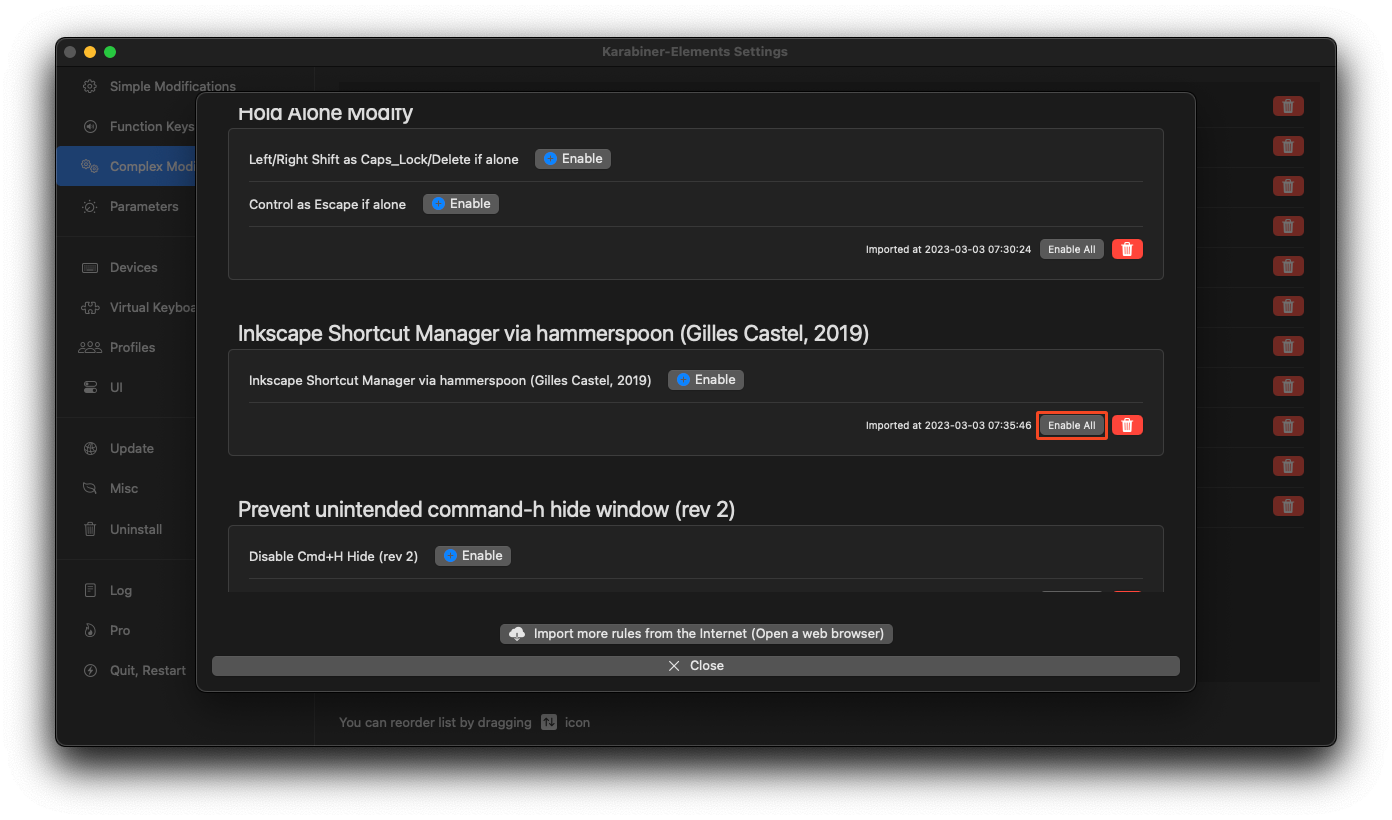 Karabiner-Elements Settings
Simple Modifications
Function Keys
Complex Modi
Parameters
Devices
Virtual Keyboa
Profiles
UI
Update
Misc
Uninstall
Log
Pro
Quit, Restart
Hold Alone Modify
Left/Right Shift as Caps_Lock/Delete if alone Enable
Control as Escape if alone Enable
Imported at 2023-03-03 07:30:24 Enable All
Inkscape Shortcut Manager via hammerspoon (Gilles Castel, 2019)
Inkscape Shortcut Manager via hammerspoon (Gilles Castel, 2019) Enable
Imported at 2023-03-03 07:35:46 Enable All
Prevent unintended command-h hide window (rev 2)
Disable Cmd+H Hide (rev 2) Enable
Import more rules from the Internet (Open a web browser)
Close
You can reorder list by dragging icon